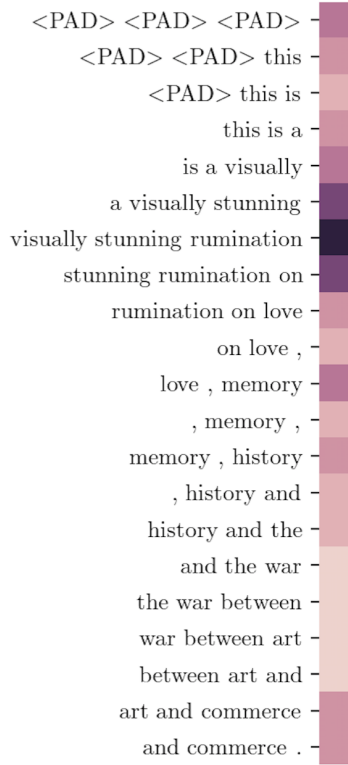 <PAD> <PAD> <PAD>
<PAD> <PAD> this
<PAD> this is
this is a
is a visually
a visually stunning
visually stunning rumination
stunning rumination on
rumination on love
on love ,
love , memory
, memory ,
memory , history
, history and
history and the
and the war
the war between
war between art
between art and
art and commerce
and commerce .